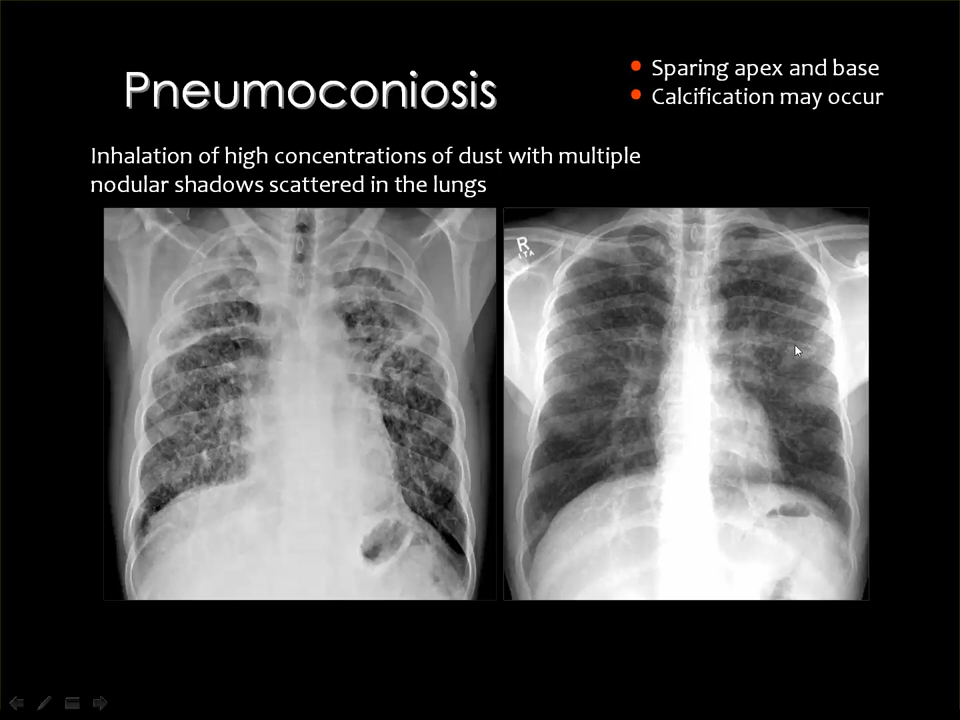 Pneumoconiosis
• Sparing apex and base
• Calcification may occur
Inhalation of high concentrations of dust with multiple
nodular shadows scattered in the lungs
R
ITA